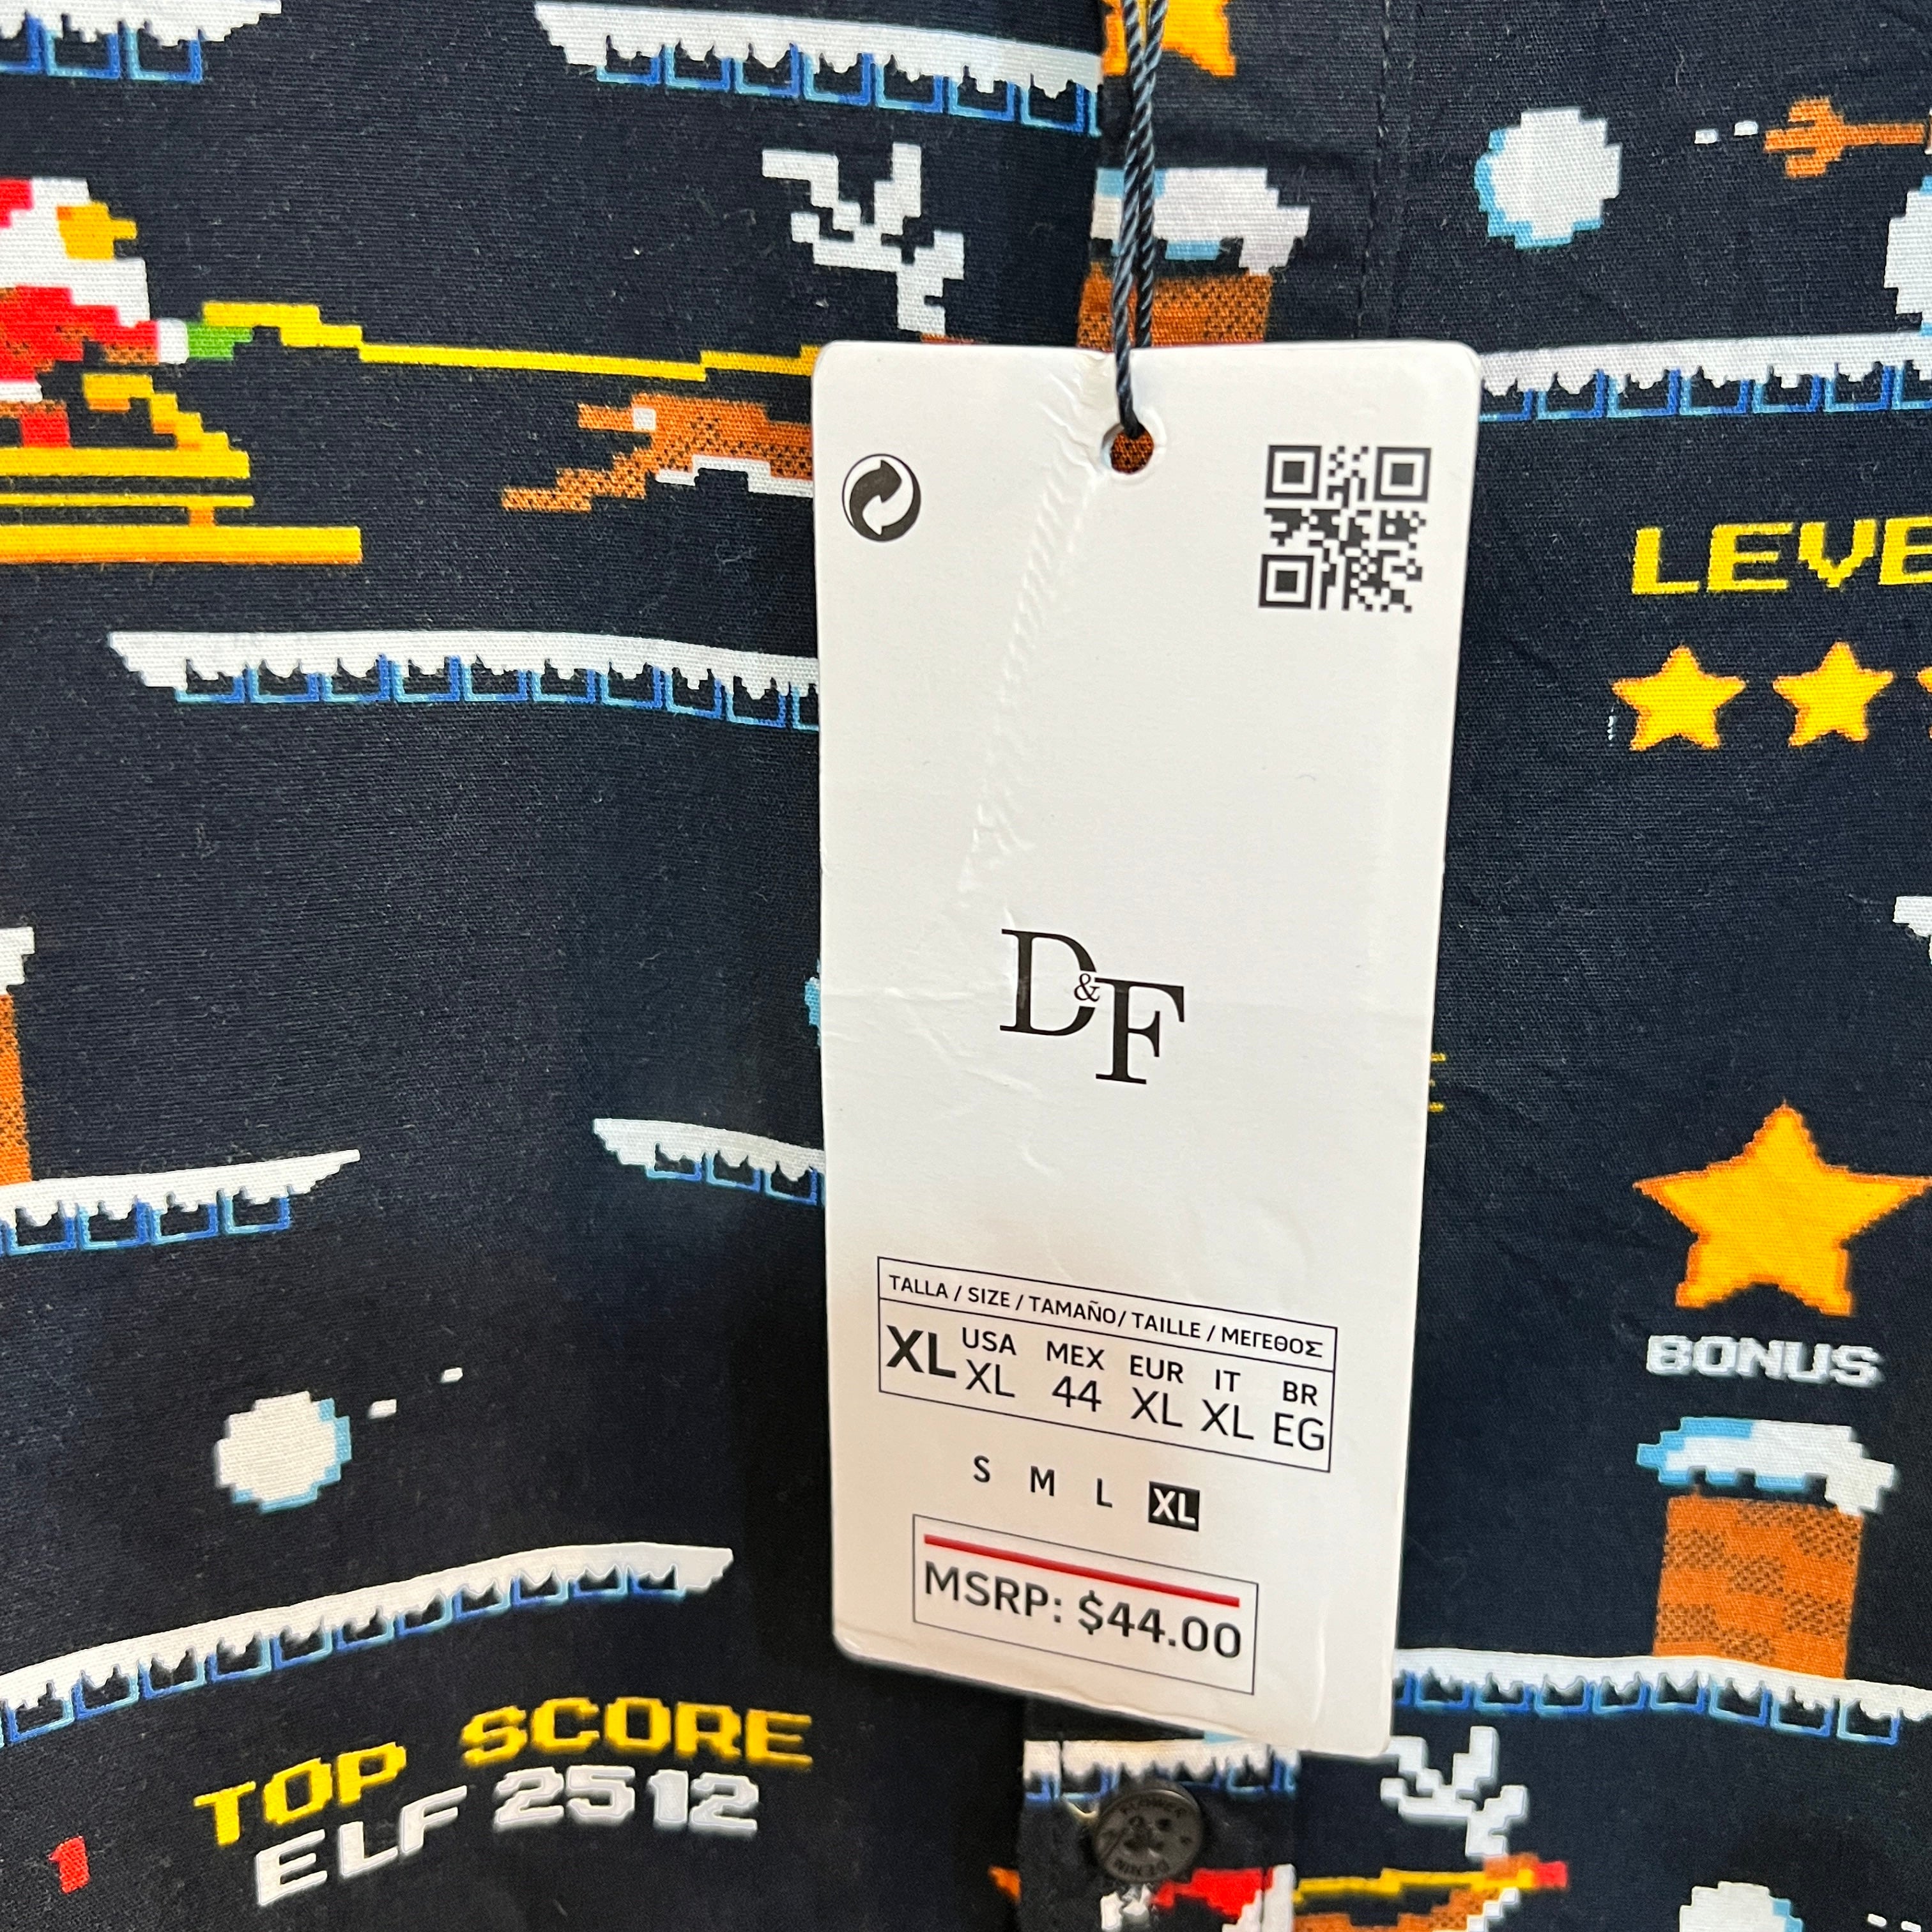 LEVE
D&F
TALLA / SIZE / TAMAÑO/ TAILLE / ΜΕΓΕΘΟΣ
XL USA MEX EUR IT BR
XL 44 XL XL EG
S M L XL
MSRP: $44.00
BONUS
TOP SCORE
ELF 2512
1
DENIM